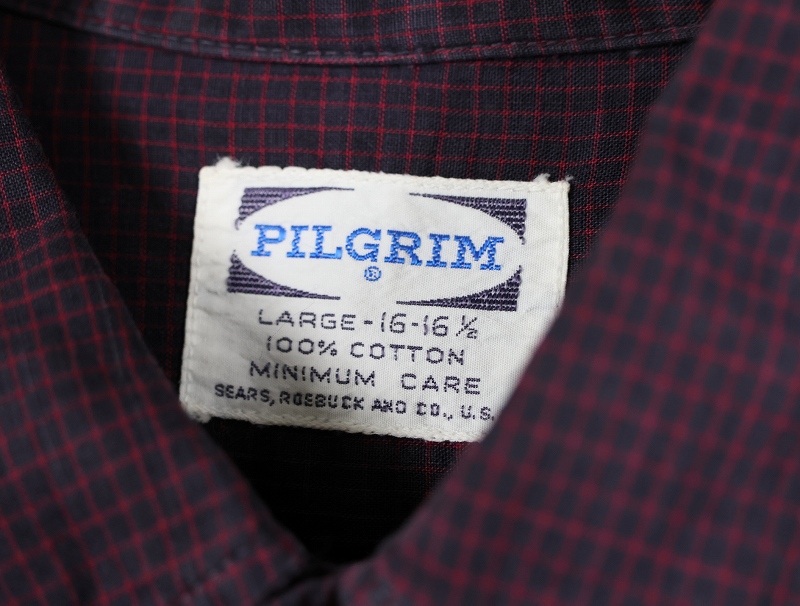 PILGRIM
®
LARGE-16-16½
100% COTTON
MINIMUM CARE
SEARS, ROEBUCK AND CO., U.S.